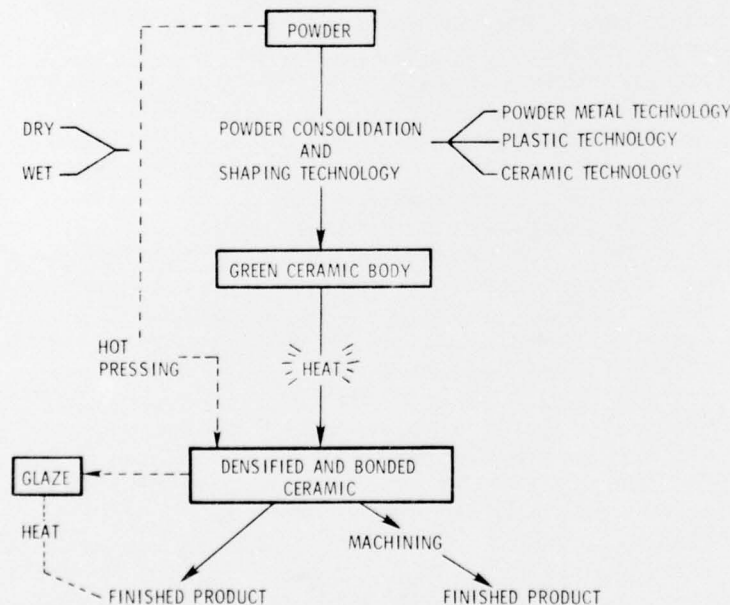 POWDER
DRY
WET
POWDER CONSOLIDATION
AND
SHAPING TECHNOLOGY
POWDER METAL TECHNOLOGY
PLASTIC TECHNOLOGY
CERAMIC TECHNOLOGY
GREEN CERAMIC BODY
HOT
PRESSING
HEAT
DENSIFIED AND BONDED
CERAMIC
GLAZE
HEAT
MACHINING
FINISHED PRODUCT
FINISHED PRODUCT